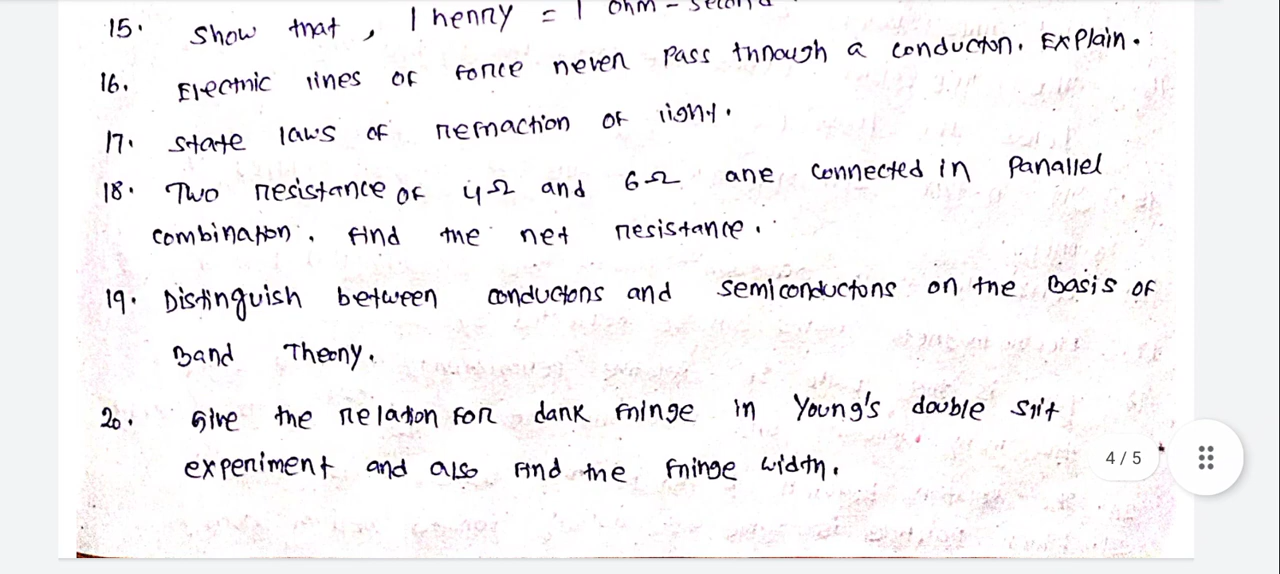 15. Show that, 1 henry = 1 ohm - second
16. Electric lines of force never pass through a conductor. Explain.
17. State laws of refraction of light.
18. Two resistance of 4Ω and 6Ω are connected in parallel
combination. Find the net resistance.
19. Distinguish between conductors and semiconductors on the Basis of
Band Theory.
20. Give the relation for dark fringe in Young's double slit
experiment and also find the fringe width.
4 / 5